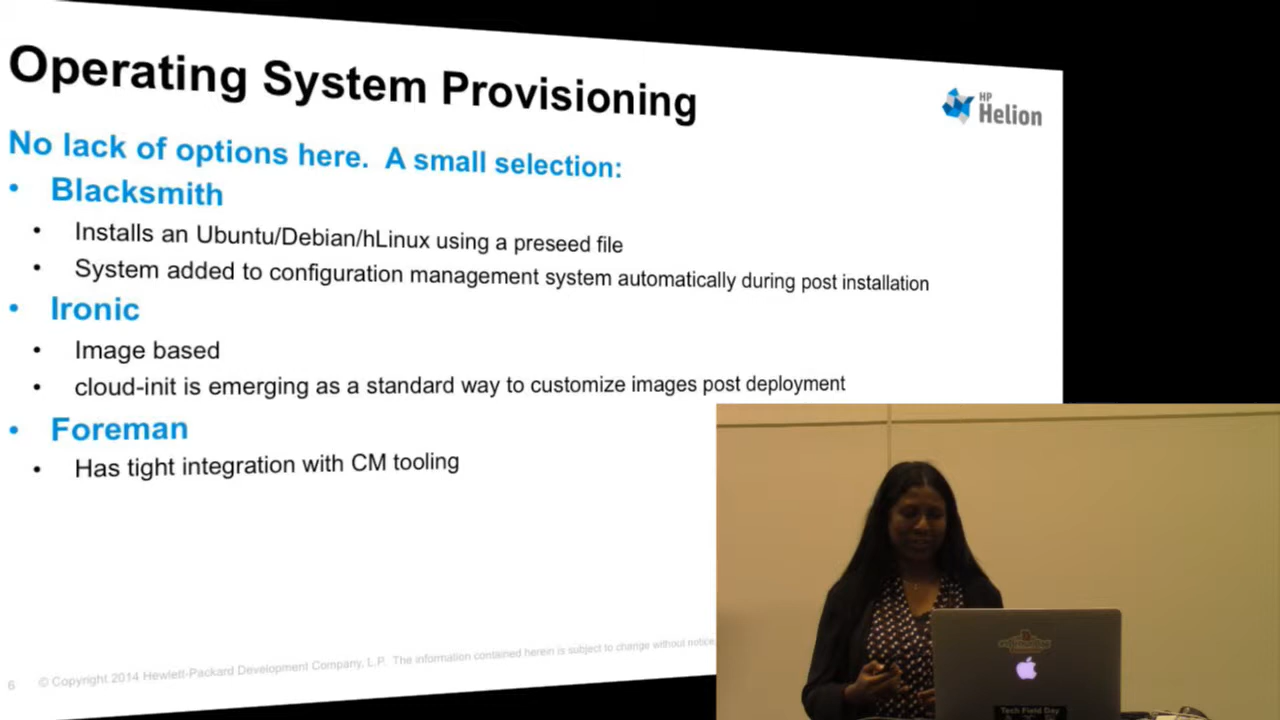 Operating System Provisioning
HP
Helion
No lack of options here. A small selection:
• Blacksmith
• Installs an Ubuntu/Debian/hLinux using a preseed file
• System added to configuration management system automatically during post installation
• Ironic
• Image based
• cloud-init is emerging as a standard way to customize images post deployment
• Foreman
• Has tight integration with CM tooling
6 © Copyright 2014 Hewlett-Packard Development Company, L.P. The information contained herein is subject to change without notice.
Tech Field Day